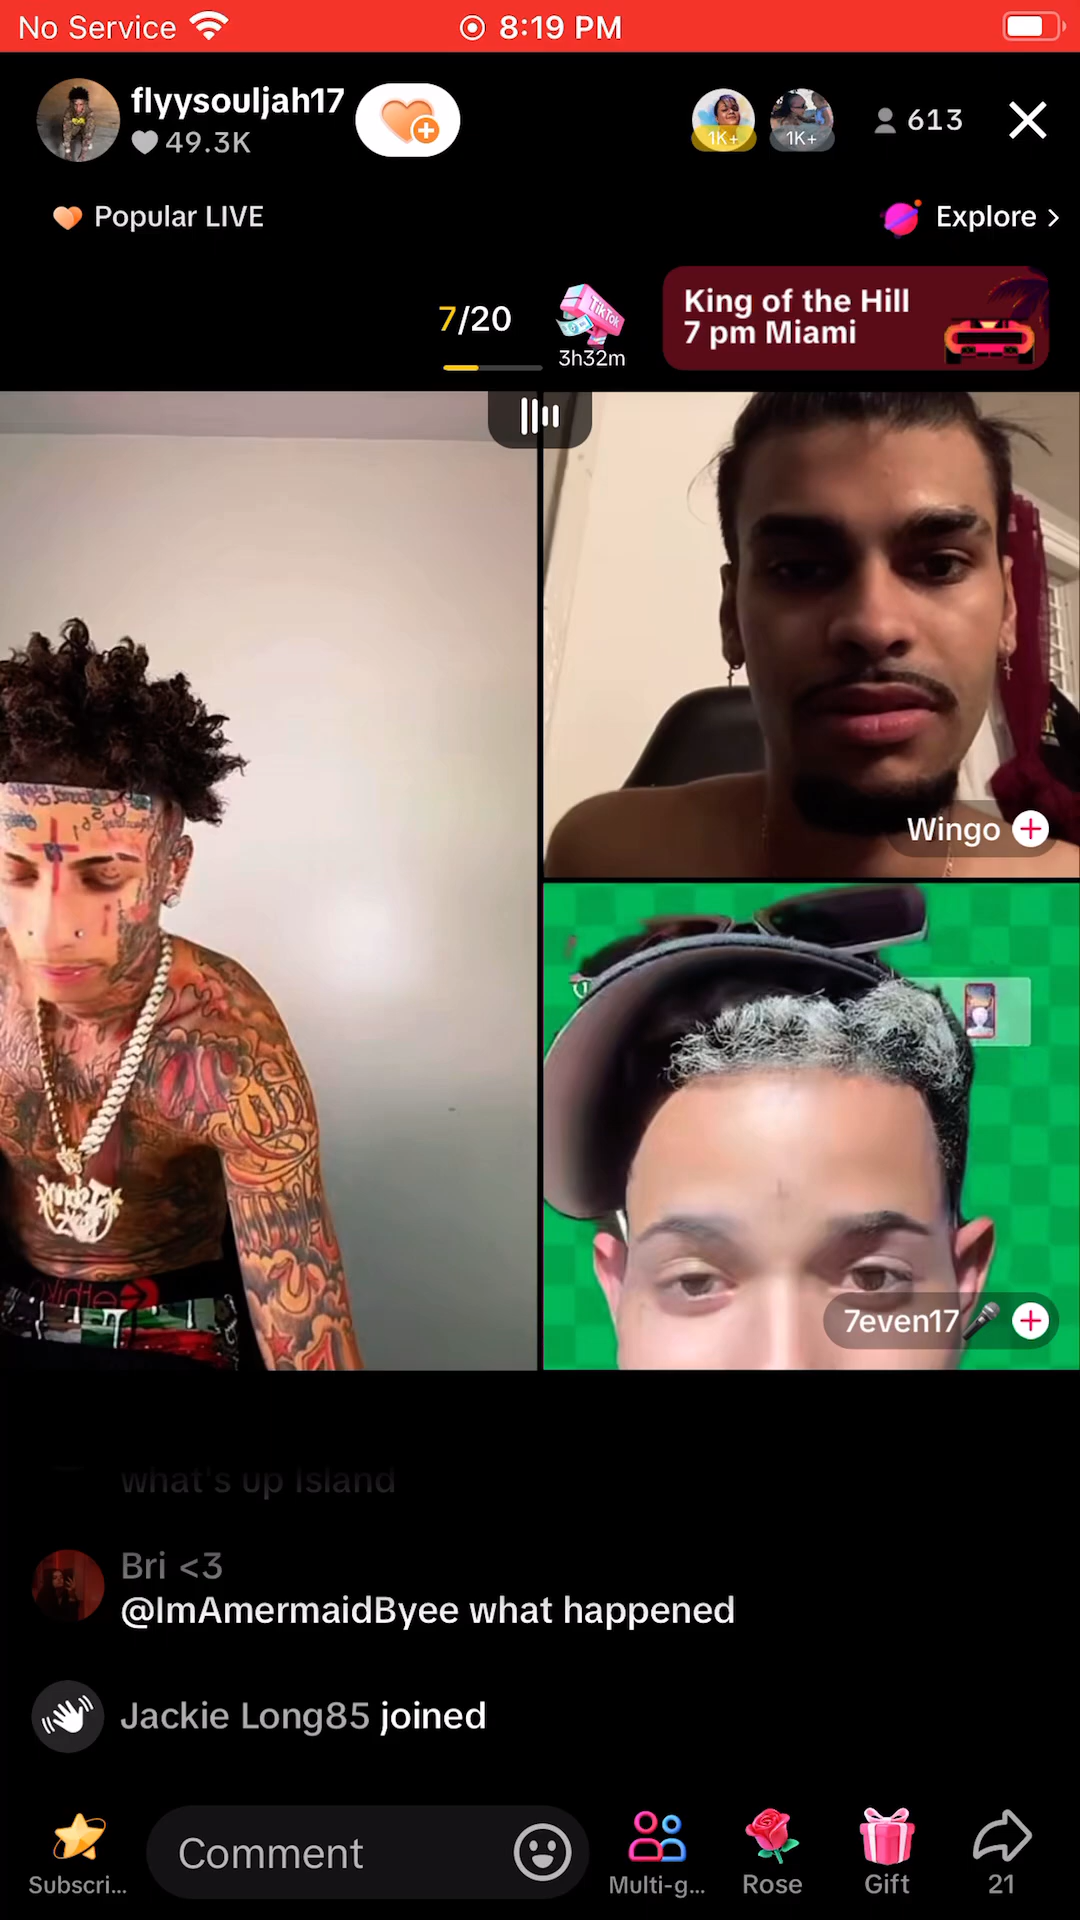 No Service
8:19 PM
flyysouljah17
49.3K
1K+
1K+
613
Popular LIVE
Explore >
7/20
TikTok
3h32m
King of the Hill
7 pm Miami
Wingo
7even17
what's up Island
Bri <3
@ImAmermaidByee what happened
Jackie Long85 joined
Comment
Subscri...
Multi-g...
Rose
Gift
21